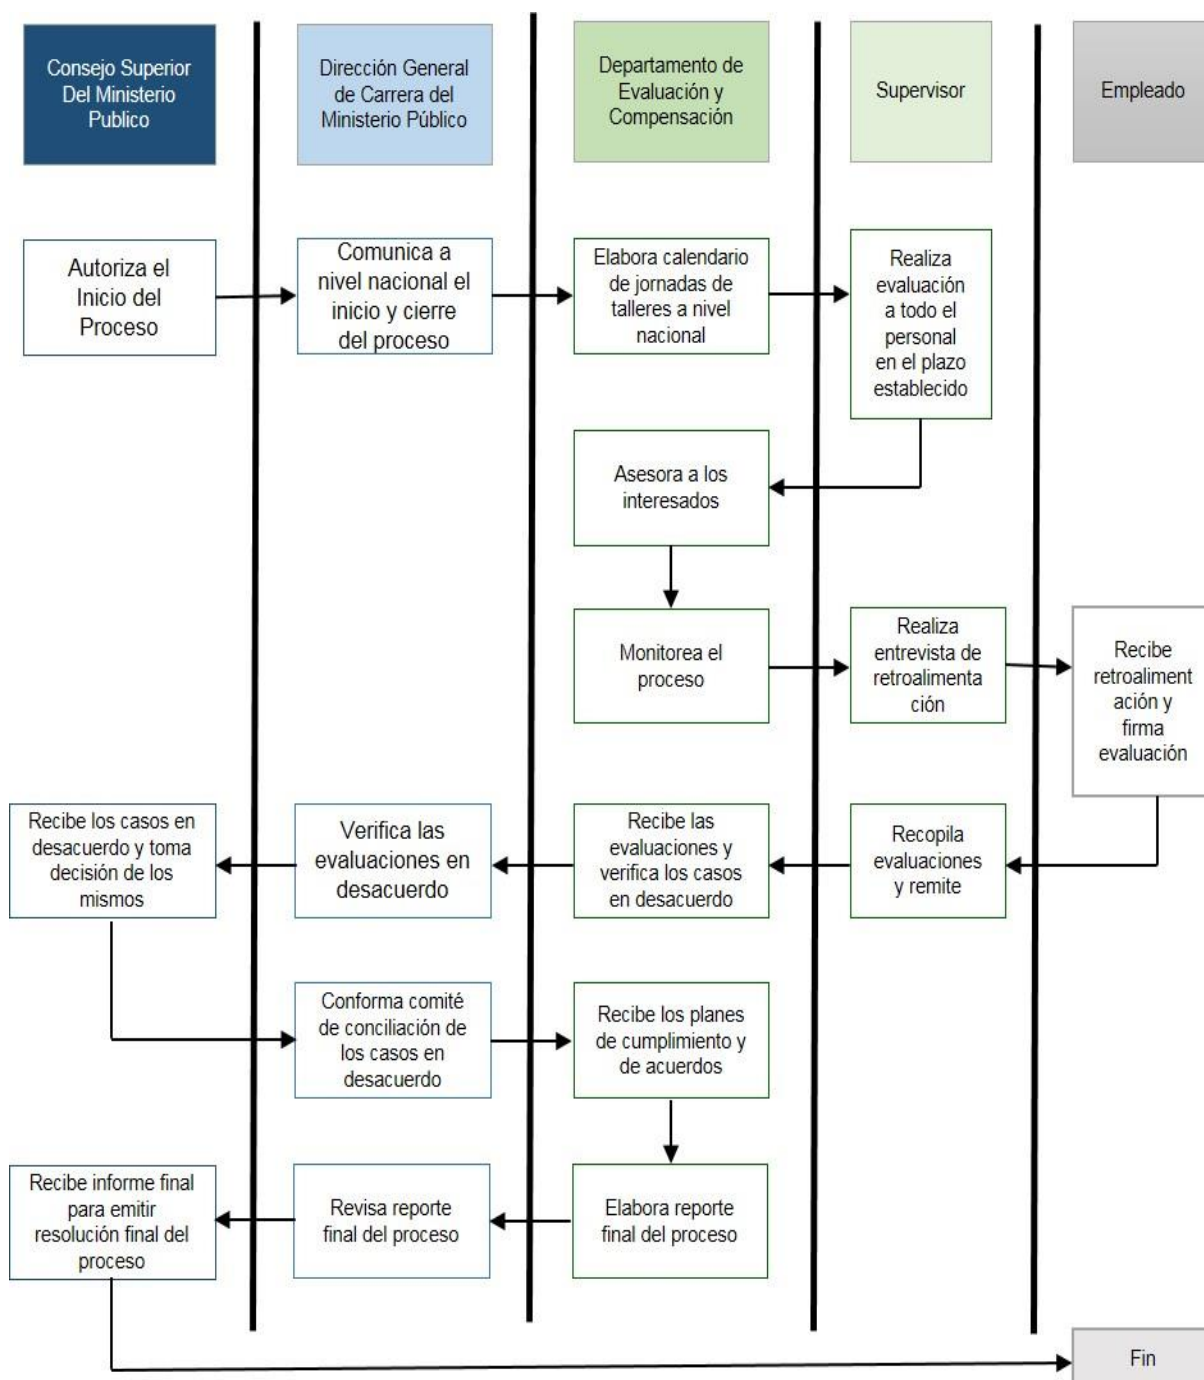 Consejo Superior
Del Ministerio
Publico
Dirección General
de Carrera del
Ministerio Público
Departamento de
Evaluación y
Compensación
Supervisor
Empleado
Autoriza el
Inicio del
Proceso
Comunica a
nivel nacional el
inicio y cierre
del proceso
Elabora calendario
de jornadas de
talleres a nivel
nacional
Realiza
evaluación
a todo el
personal
en el plazo
establecido
Asesora a los
interesados
Monitorea el
proceso
Realiza
entrevista de
retroalimenta
ción
Recibe
retroaliment
ación y
firma
evaluación
Recibe los casos en
desacuerdo y toma
decisión de los
mismos
Verifica las
evaluaciones en
desacuerdo
Recibe las
evaluaciones y
verifica los casos
en desacuerdo
Recopila
evaluaciones
y remite
Conforma comité
de conciliación de
los casos en
desacuerdo
Recibe los planes
de cumplimiento y
de acuerdos
Recibe informe final
para emitir
resolución final del
proceso
Revisa reporte
final del proceso
Elabora reporte
final del proceso
Fin